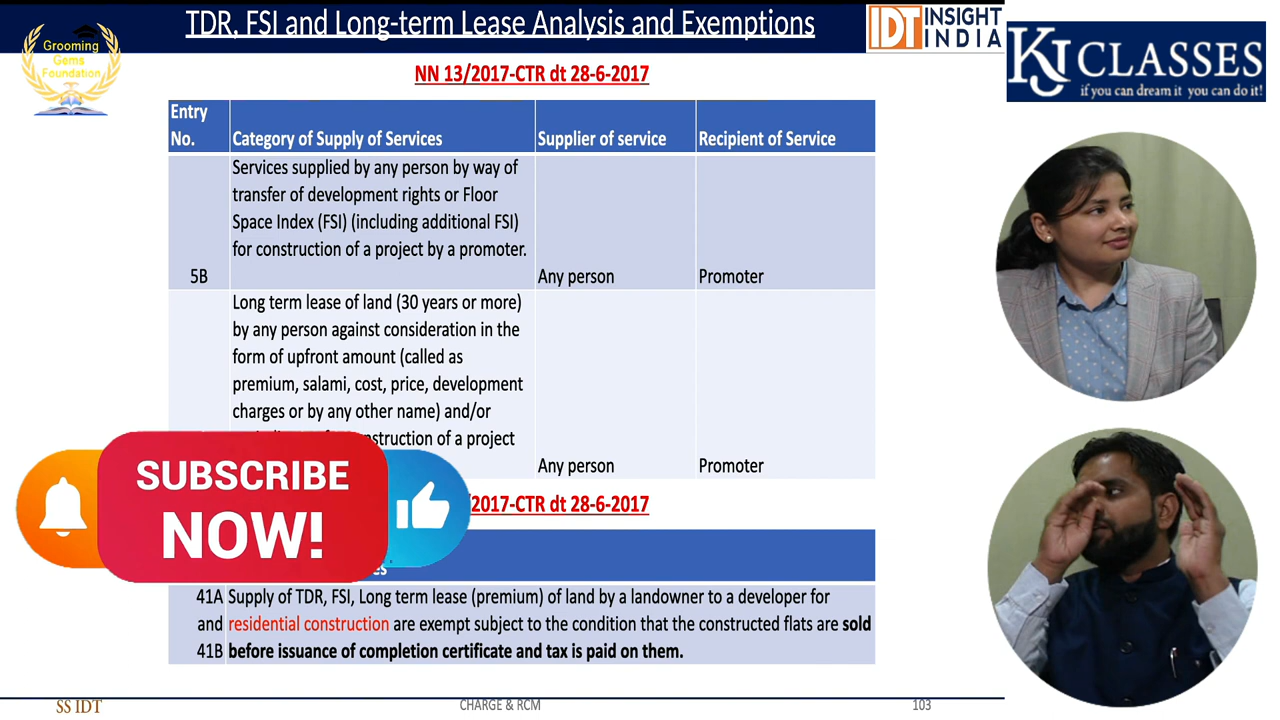 TDR, FSI and Long-term Lease Analysis and Exemptions
Grooming
Gems
Foundation
IDT INSIGHT
INDIA
KJ CLASSES
if you can dream it you can do it!
NN 13/2017-CTR dt 28-6-2017
Entry
No.
Category of Supply of Services
Supplier of service
Recipient of Service
Services supplied by any person by way of
transfer of development rights or Floor
Space Index (FSI) (including additional FSI)
for construction of a project by a promoter.
5B
Any person
Promoter
Long term lease of land (30 years or more)
by any person against consideration in the
form of upfront amount (called as
premium, salami, cost, price, development
charges or by any other name) and/or
construction of a project
Any person
Promoter
SUBSCRIBE
NOW!
/2017-CTR dt 28-6-2017
41A Supply of TDR, FSI, Long term lease (premium) of land by a landowner to a developer for
and residential construction are exempt subject to the condition that the constructed flats are sold
41B before issuance of completion certificate and tax is paid on them.
SS IDT
CHARGE & RCM
103